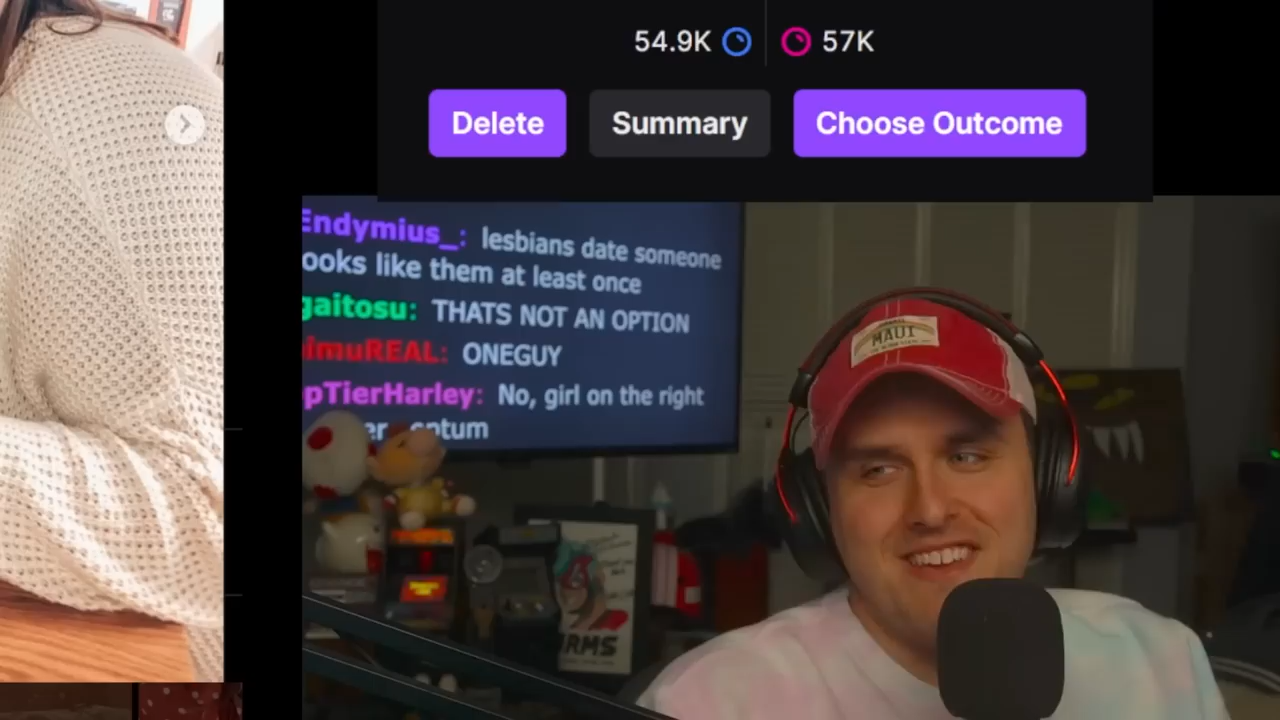 54.9K 57K
Delete Summary Choose Outcome
Endymius_: lesbians date someone
ooks like them at least once
gaitosu: THATS NOT AN OPTION
imuREAL: ONEGUY
pTierHarley: No, girl on the right
MAUI
RMS